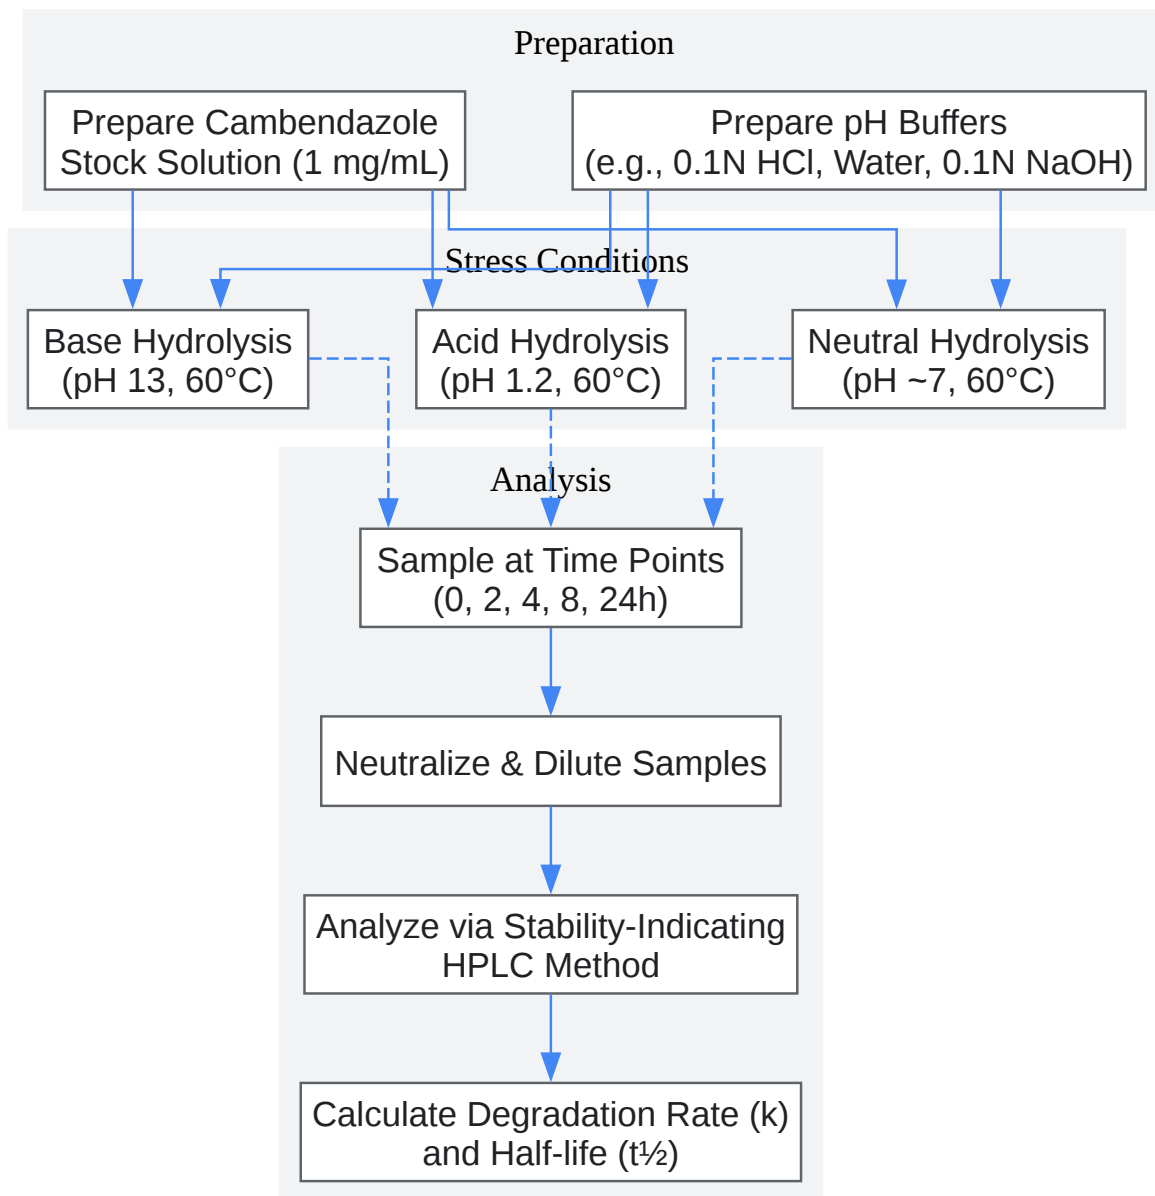 Preparation
Prepare Cambendazole
Stock Solution (1 mg/mL)
Prepare pH Buffers
(e.g., 0.1N HCl, Water, 0.1N NaOH)
Stress Conditions
Base Hydrolysis
(pH 13, 60°C)
Acid Hydrolysis
(pH 1.2, 60°C)
Neutral Hydrolysis
(pH ~7, 60°C)
Analysis
Sample at Time Points
(0, 2, 4, 8, 24h)
Neutralize & Dilute Samples
Analyze via Stability-Indicating
HPLC Method
Calculate Degradation Rate (k)
and Half-life (t½)